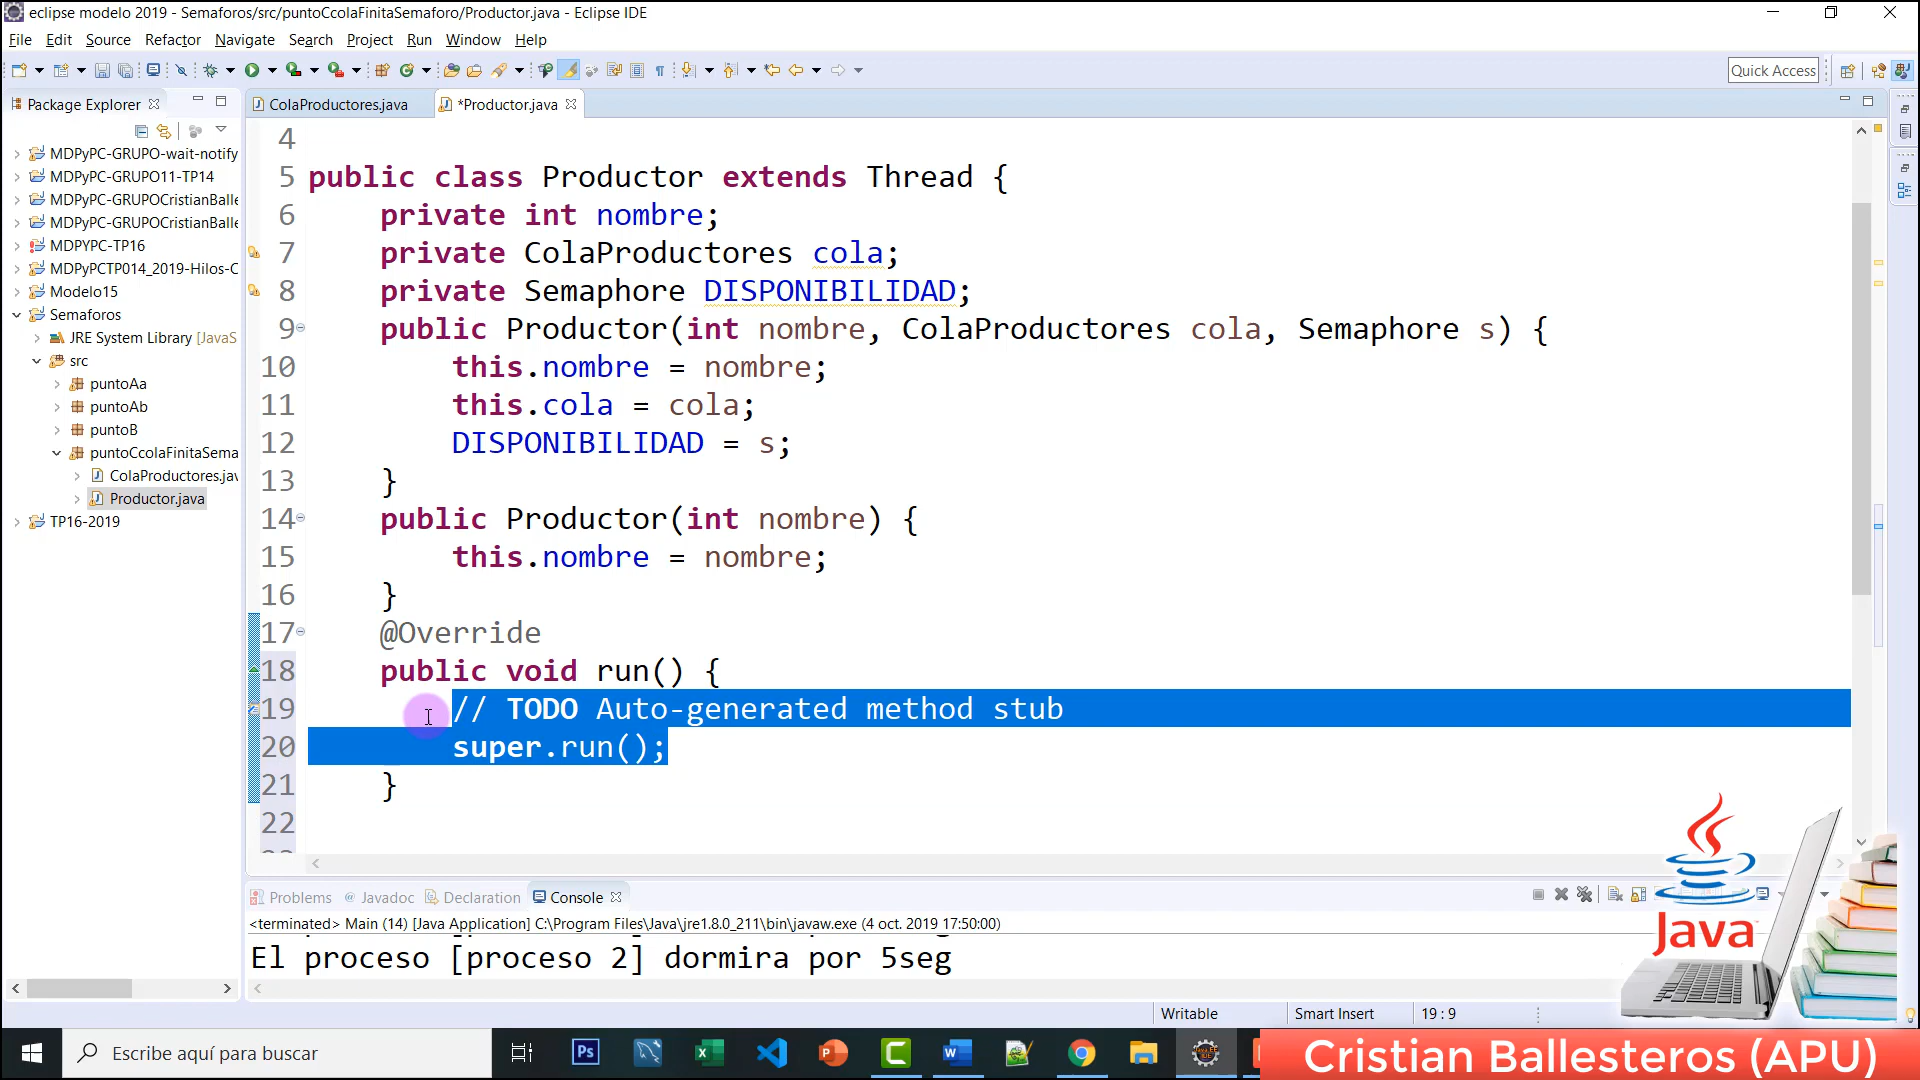 eclipse modelo 2019 - Semaforos/src/puntoCcolaFinitaSemaforo/Productor.java - Eclipse IDE
File Edit Source Refactor Navigate Search Project Run Window Help
Quick Access
Package Explorer
MDPyPC-GRUPO-wait-notify
MDPyPC-GRUPO11-TP14
MDPyPC-GRUPOCristianBalle
MDPyPC-GRUPOCristianBalle
MDPYPC-TP16
MDPyPCTP014_2019-Hilos-C
Modelo15
Semaforos
JRE System Library [JavaS
src
puntoAa
puntoAb
puntoB
puntoCcolaFinitaSema
ColaProductores.jav
Productor.java
TP16-2019
ColaProductores.java *Productor.java
4
5 public class Productor extends Thread {
6 private int nombre;
7 private ColaProductores cola;
8 private Semaphore DISPONIBILIDAD;
9 public Productor(int nombre, ColaProductores cola, Semaphore s) {
10 this.nombre = nombre;
11 this.cola = cola;
12 DISPONIBILIDAD = s;
13 }
14 public Productor(int nombre) {
15 this.nombre = nombre;
16 }
17 @Override
18 public void run() {
19 // TODO Auto-generated method stub
20 super.run();
21 }
22
Problems Javadoc Declaration Console
<terminated> Main (14) [Java Application] C:\Program Files\Java\jre1.8.0_211\bin\javaw.exe (4 oct. 2019 17:50:00)
El proceso [proceso 2] dormira por 5seg
Writable Smart Insert 19 : 9
Java
Escribe aquí para buscar
Cristian Ballesteros (APU)